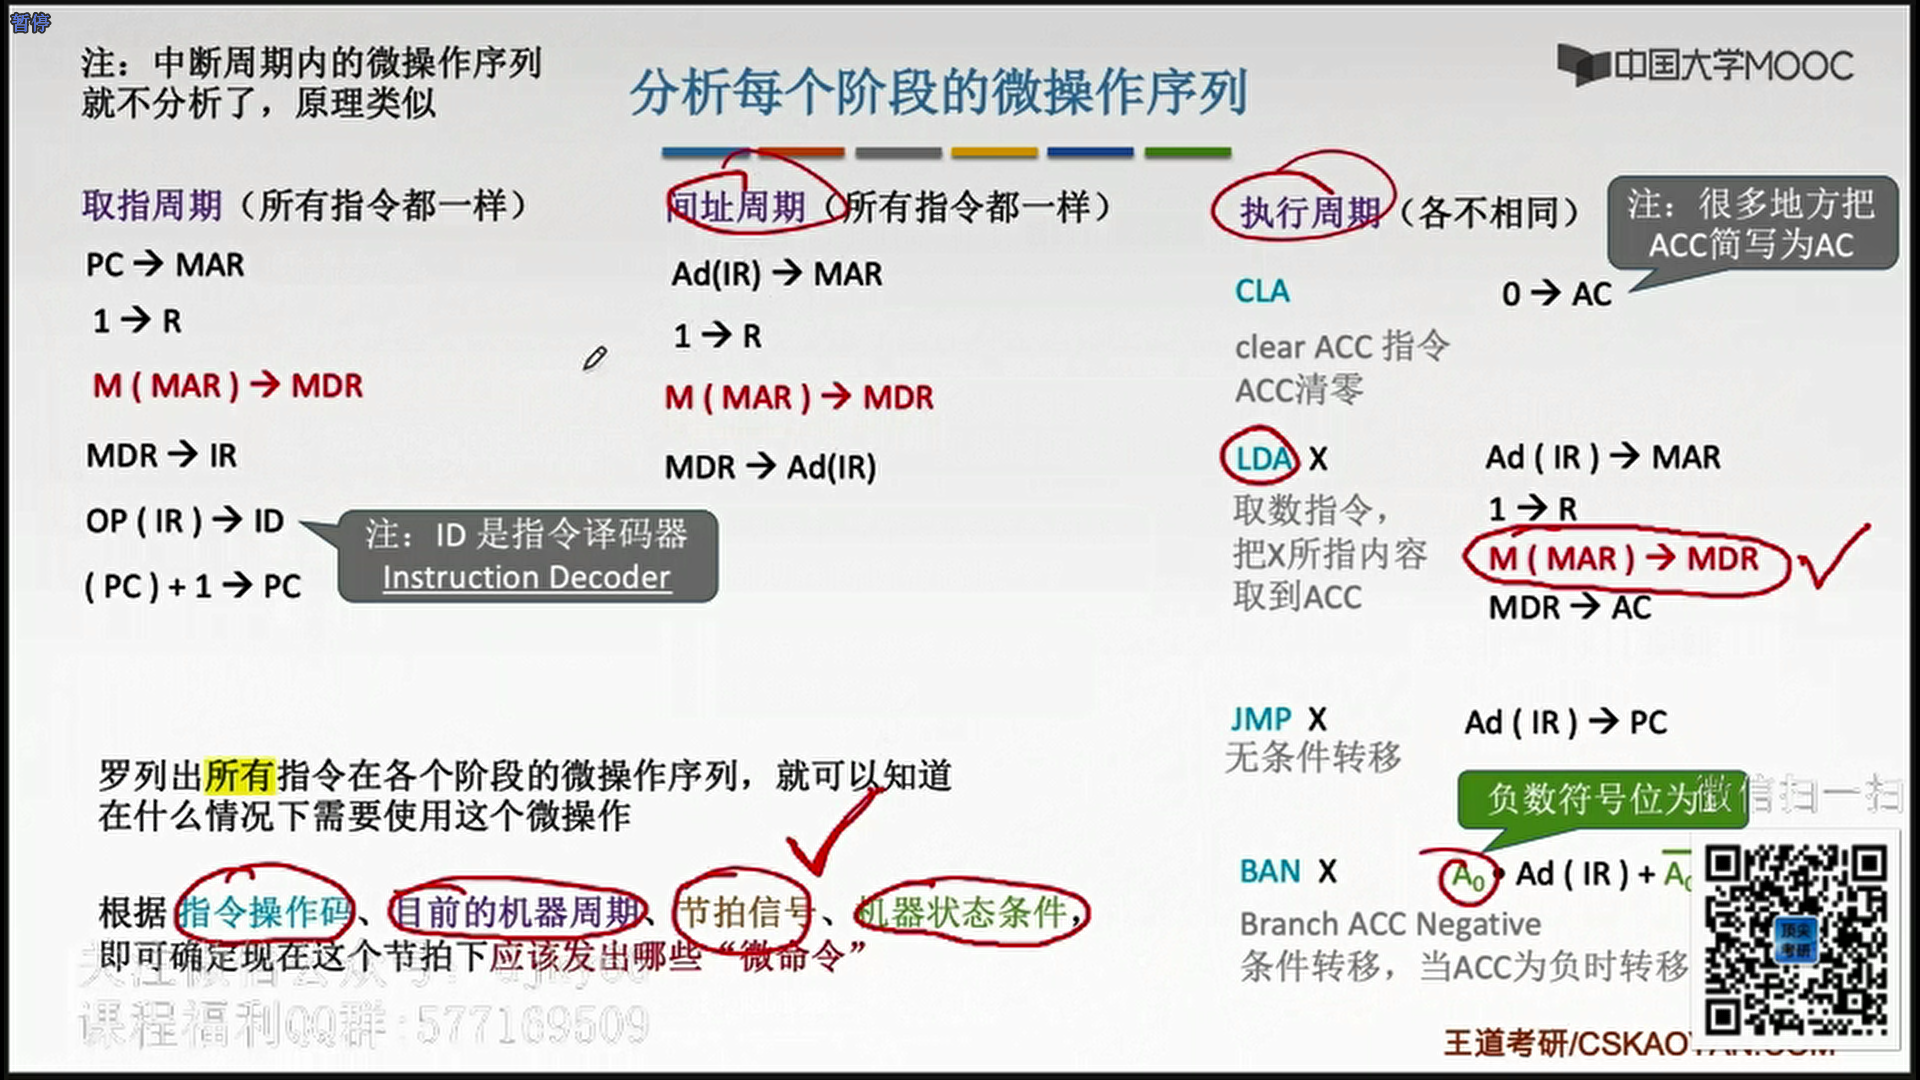 暂停
注：中断周期内的微操作序列
就不分析了，原理类似
分析每个阶段的微操作序列
中国大学MOOC
取指周期（所有指令都一样）
PC → MAR
1 → R
M ( MAR ) → MDR
MDR → IR
OP ( IR ) → ID
( PC ) + 1 → PC
注：ID 是指令译码器
Instruction Decoder
间址周期（所有指令都一样）
Ad(IR) → MAR
1 → R
M ( MAR ) → MDR
MDR → Ad(IR)
执行周期（各不相同）
注：很多地方把
ACC简写为AC
CLA 0 → AC
clear ACC 指令
ACC清零
LDA X
取数指令，
把X所指内容
取到ACC
Ad ( IR ) → MAR
1 → R
M ( MAR ) → MDR
MDR → AC
JMP X Ad ( IR ) → PC
无条件转移
负数符号位为
微信扫一扫
BAN X A₀ • Ad ( IR ) +
Branch ACC Negative
条件转移，当ACC为负时转移
顶尖
考研
罗列出所有指令在各个阶段的微操作序列，就可以知道
在什么情况下需要使用这个微操作
根据 指令操作码、目前的机器周期、节拍信号、机器状态条件，
即可确定现在这个节拍下应该发出哪些“微命令”
课程福利QQ群:577169509
王道考研/CSKAOYAN.COM